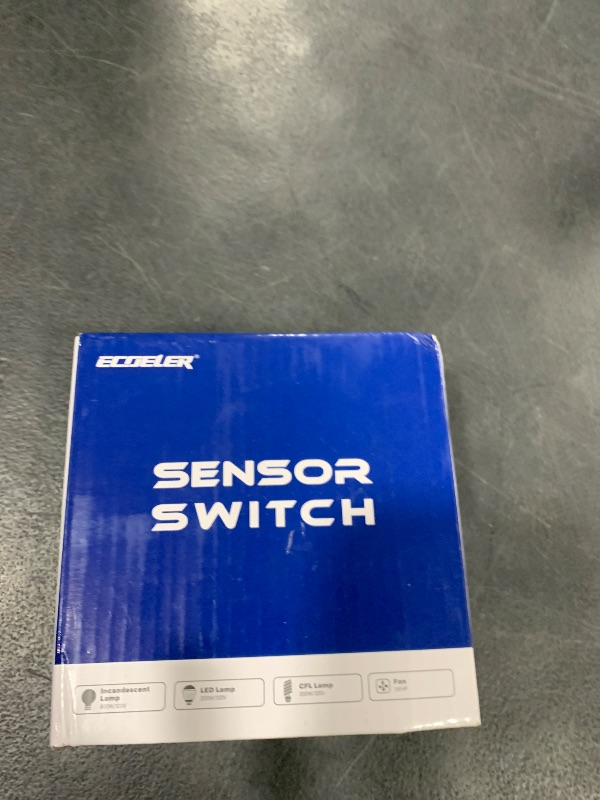 ECOELER®
SENSOR
SWITCH
Incandescent
Lamp
LED Lamp
CFL Lamp
Fan